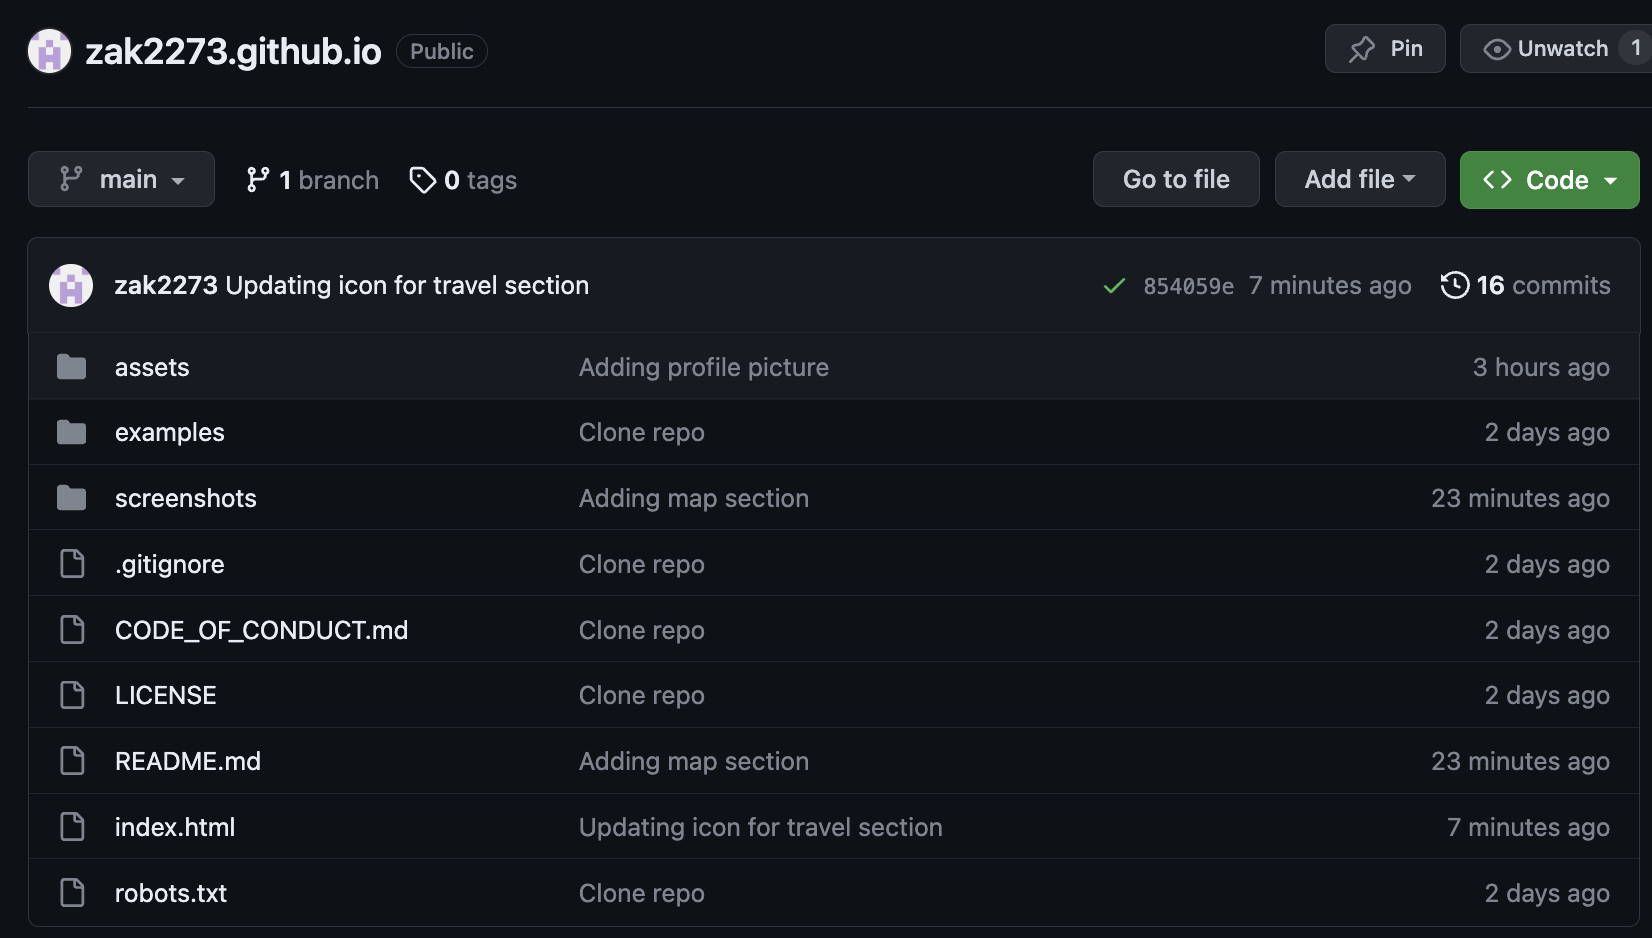 zak2273.github.io Public Pin Unwatch 1
main 1 branch 0 tags Go to file Add file Code
zak2273 Updating icon for travel section 854059e 7 minutes ago 16 commits
assets Adding profile picture 3 hours ago
examples Clone repo 2 days ago
screenshots Adding map section 23 minutes ago
.gitignore Clone repo 2 days ago
CODE_OF_CONDUCT.md Clone repo 2 days ago
LICENSE Clone repo 2 days ago
README.md Adding map section 23 minutes ago
index.html Updating icon for travel section 7 minutes ago
robots.txt Clone repo 2 days ago